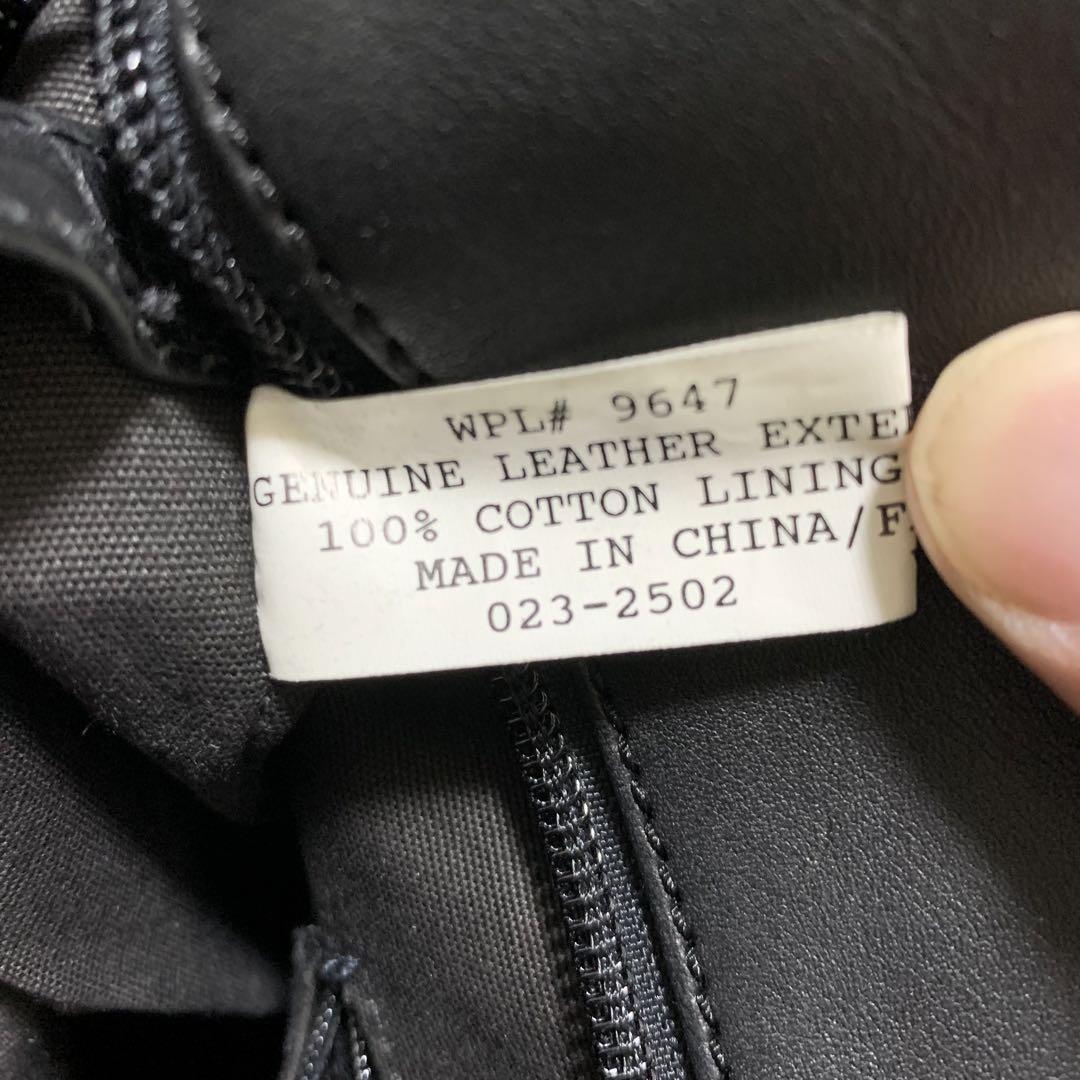 WPL# 9647
GENUINE LEATHER EXTE
100% COTTON LINING
MADE IN CHINA/F
023-2502